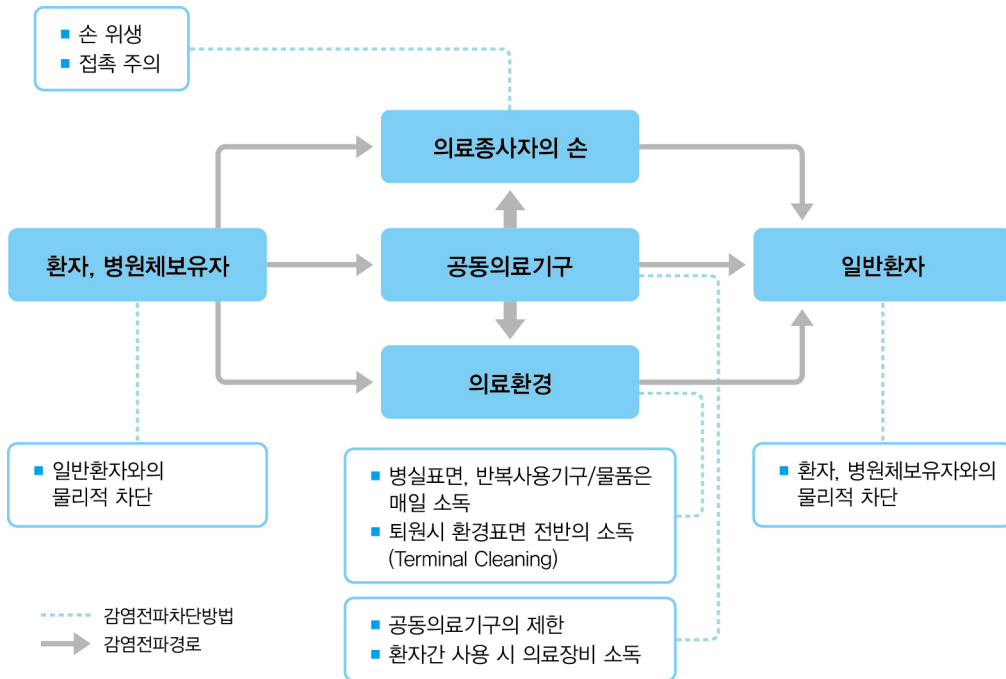 ■ 손 위생
■ 접촉 주의
의료종사자의 손
환자, 병원체보유자
공동의료기구
일반환자
의료환경
■ 일반환자와의
물리적 차단
■ 병실표면, 반복사용기구/물품은
매일 소독
■ 퇴원시 환경표면 전반의 소독
(Terminal Cleaning)
■ 환자, 병원체보유자와의
물리적 차단
■ 공동의료기구의 제한
■ 환자간 사용 시 의료장비 소독
감염전파차단방법
감염전파경로